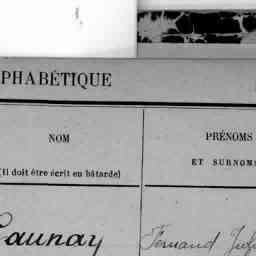 PHABÉTIQUE
NOM
PRÉNOMS
ET SURNOMS
(Il doit être écrit en bâtarde)
Launay
Fernand